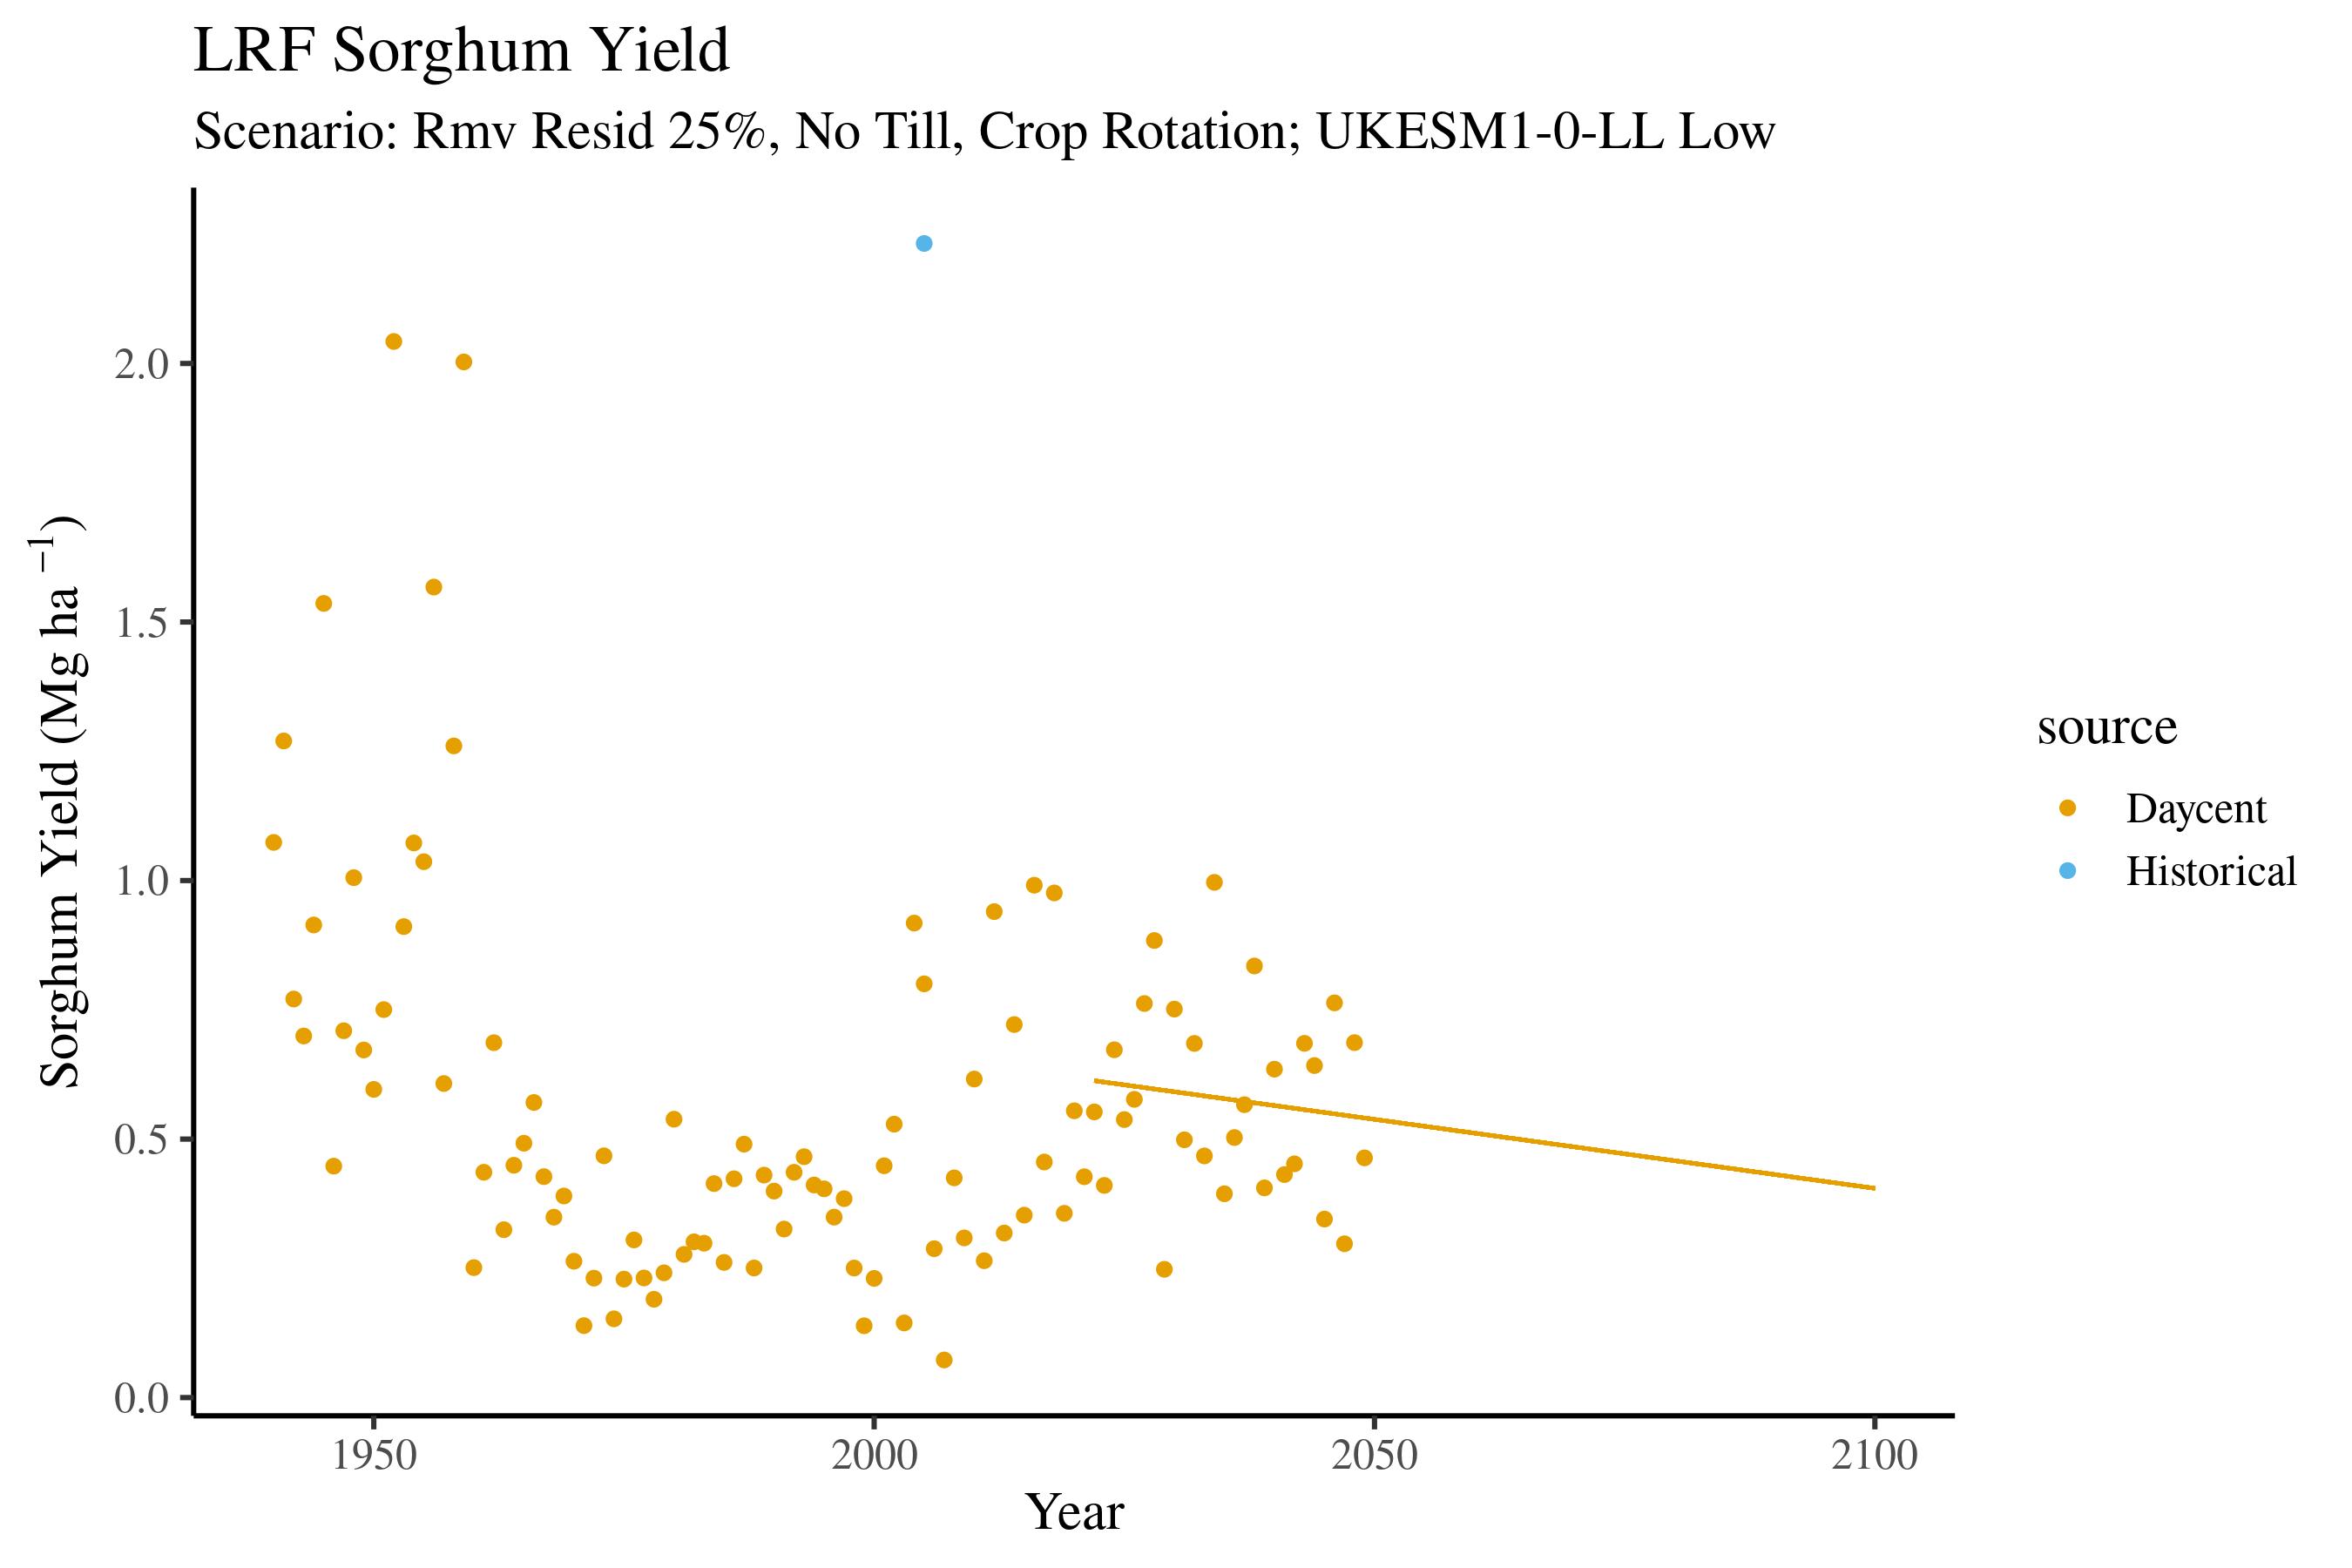 LRF Sorghum Yield
Scenario: Rmv Resid 25%, No Till, Crop Rotation; UKESM1-0-LL Low
Sorghum Yield (Mg ha −1)
2.0
1.5
1.0
0.5
0.0
1950 2000 2050 2100
Year
source
Daycent
Historical